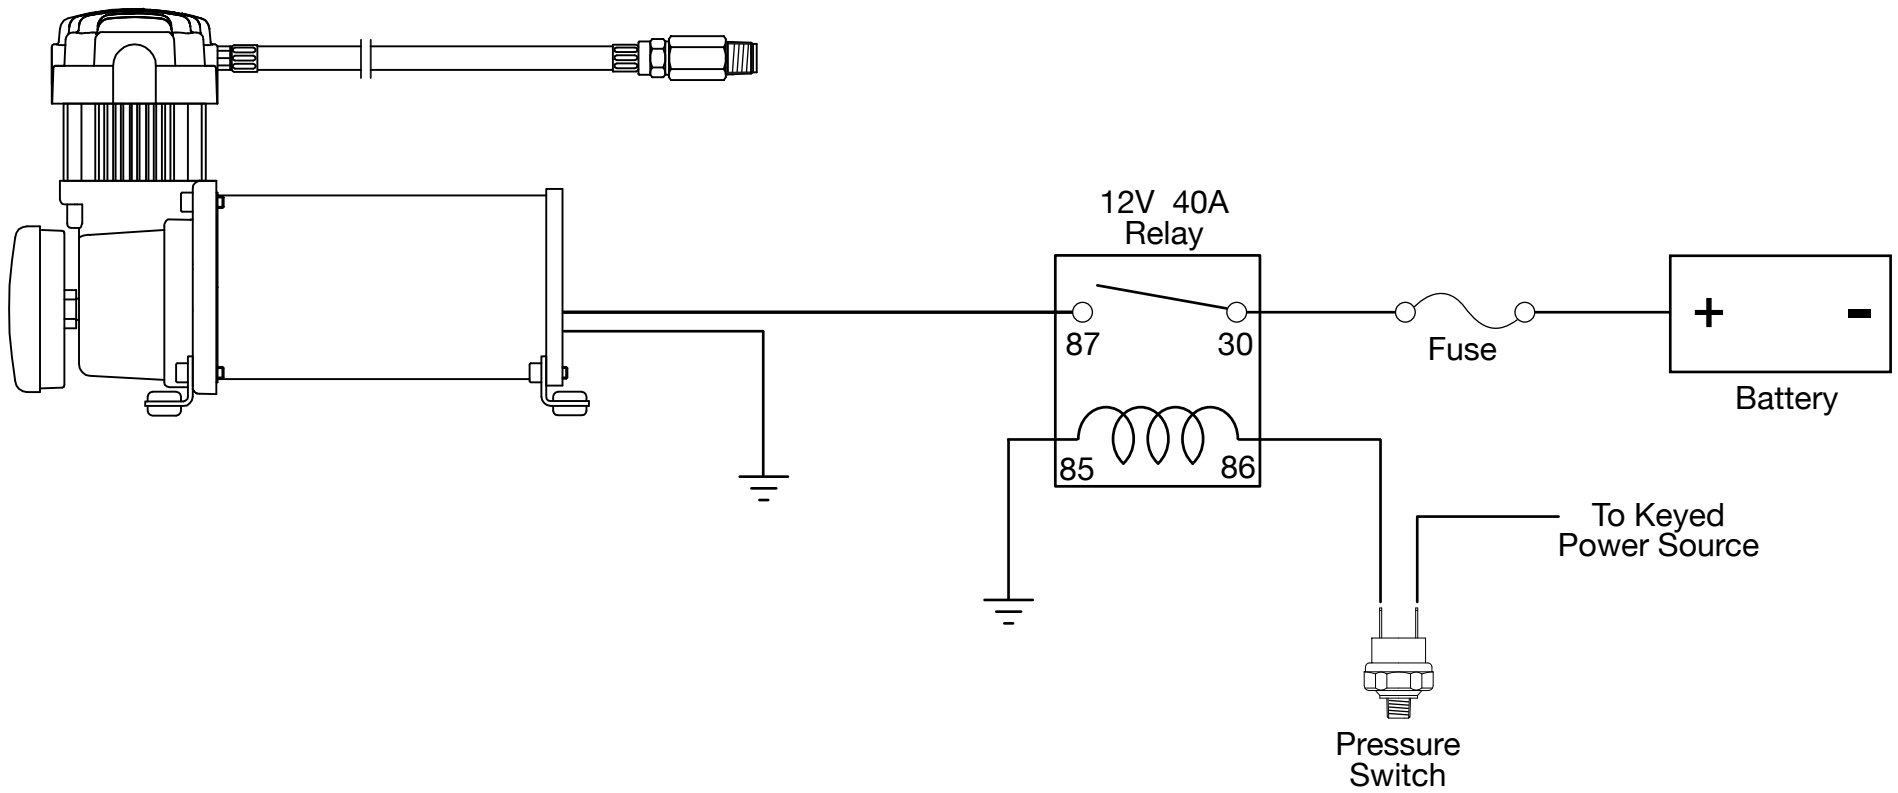 12V 40A
Relay
87
30
Fuse
+
-
Battery
85
86
To Keyed
Power Source
Pressure
Switch